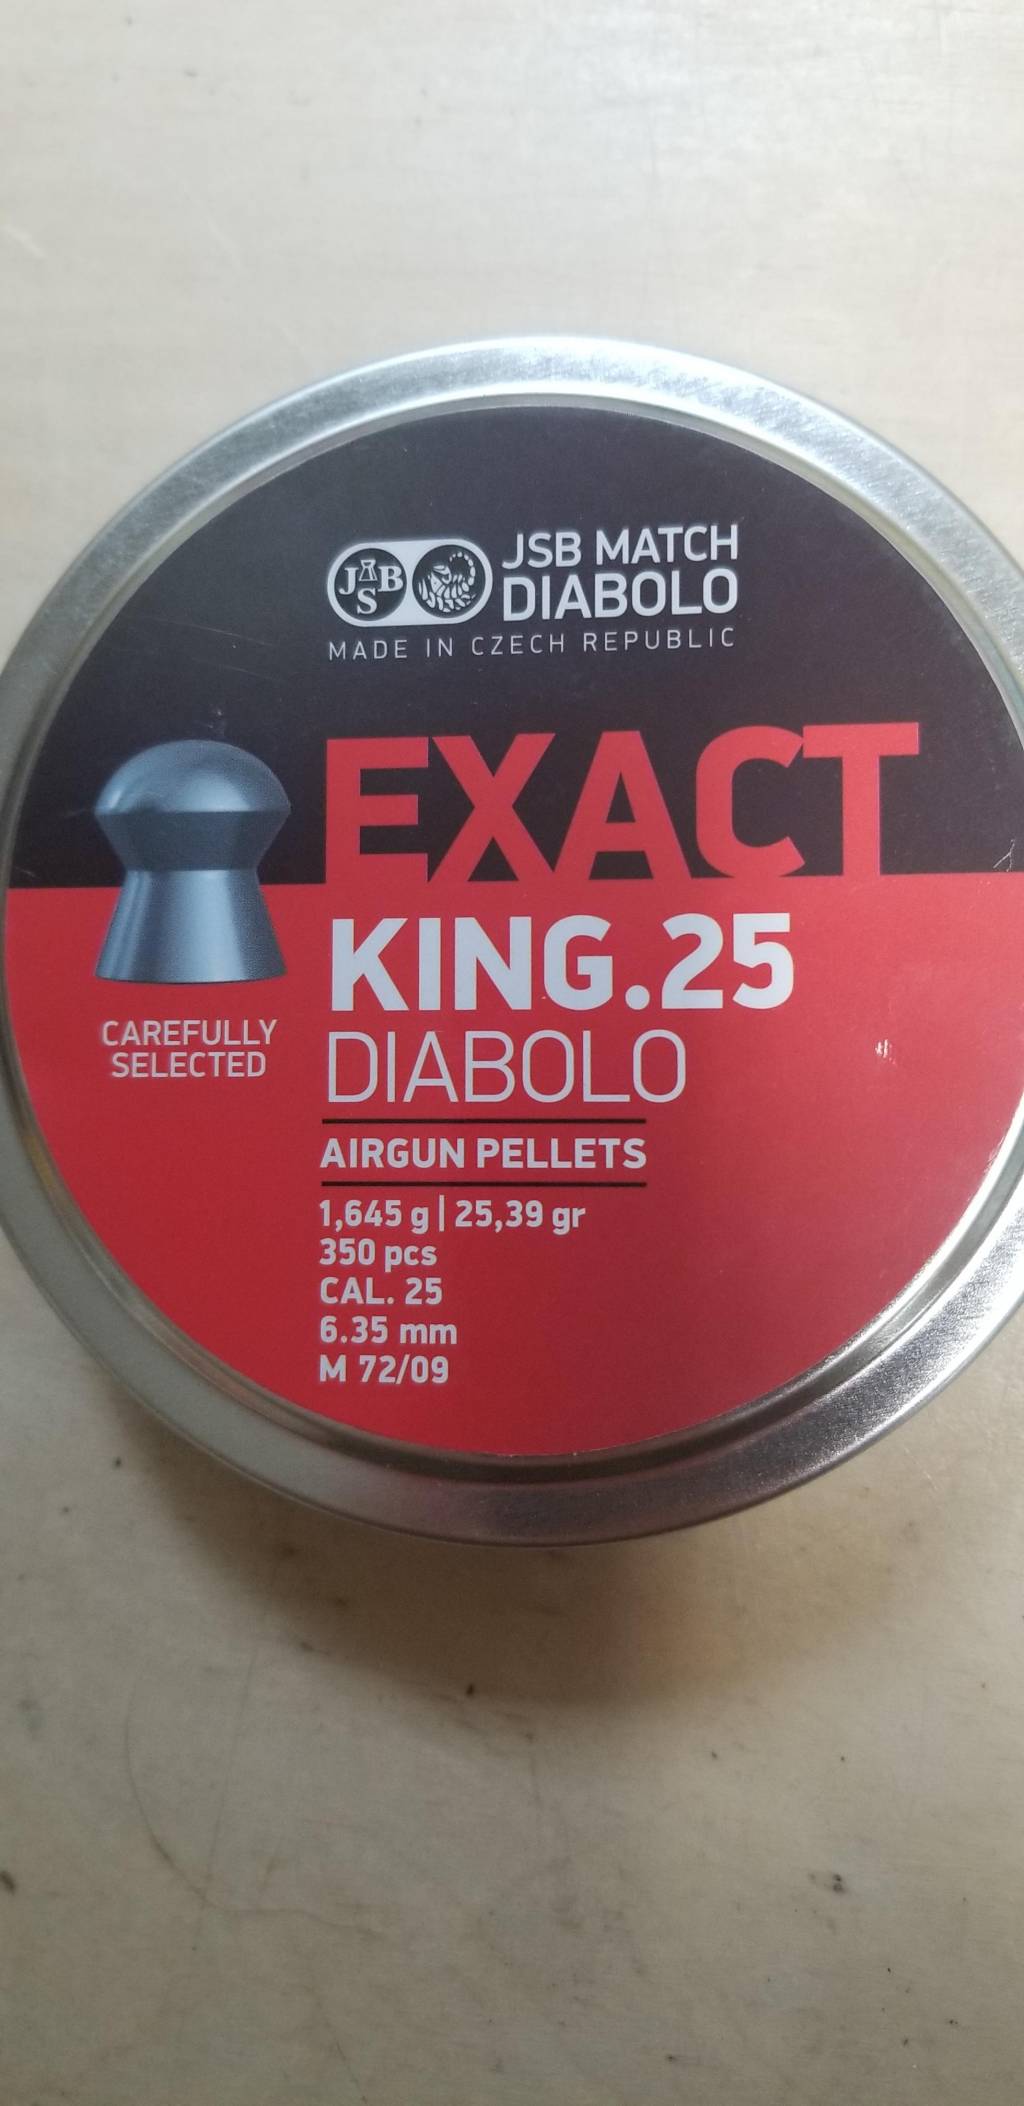 JSB
JSB MATCH
DIABOLO
MADE IN CZECH REPUBLIC
EXACT
KING.25
DIABOLO
CAREFULLY
SELECTED
AIRGUN PELLETS
1,645 g | 25,39 gr
350 pcs
CAL. 25
6.35 mm
M 72/09